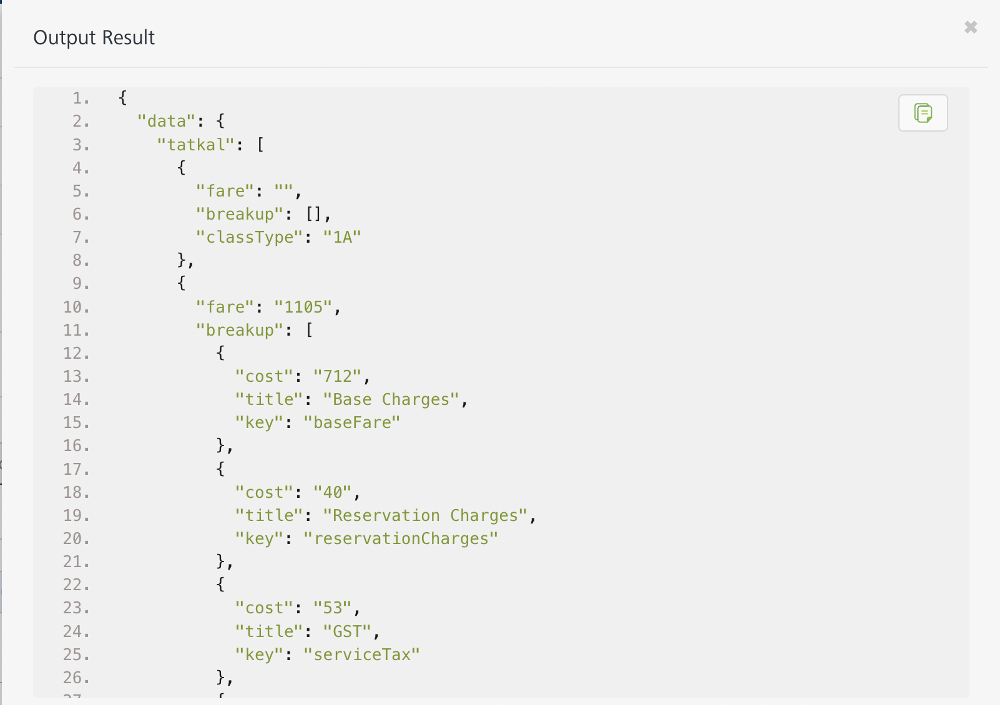 Output Result
1. {
2.   "data": {
3.     "tatkal": [
4.       {
5.         "fare": "",
6.         "breakup": [],
7.         "classType": "1A"
8.       },
9.       {
10.         "fare": "1105",
11.         "breakup": [
12.           {
13.             "cost": "712",
14.             "title": "Base Charges",
15.             "key": "baseFare"
16.           },
17.           {
18.             "cost": "40",
19.             "title": "Reservation Charges",
20.             "key": "reservationCharges"
21.           },
22.           {
23.             "cost": "53",
24.             "title": "GST",
25.             "key": "serviceTax"
26.           },
27.           {